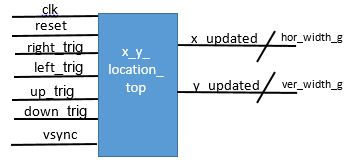 clk
reset
right_trig
left_trig
up_trig
down_trig
vsync
x_y_
location_
top
x_updated
hor_width_g
y_updated
ver_width_g